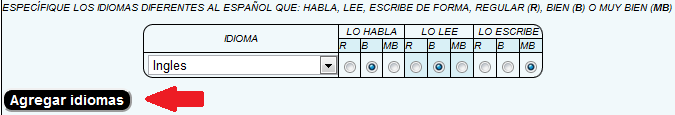 ESPECÍFIQUE LOS IDIOMAS DIFERENTES AL ESPAÑOL QUE: HABLA, LEE, ESCRIBE DE FORMA, REGULAR (R), BIEN (B) O MUY BIEN (MB)
IDIOMA LO HABLA LO LEE LO ESCRIBE
R B MB R B MB R B MB
Ingles
Agregar idiomas